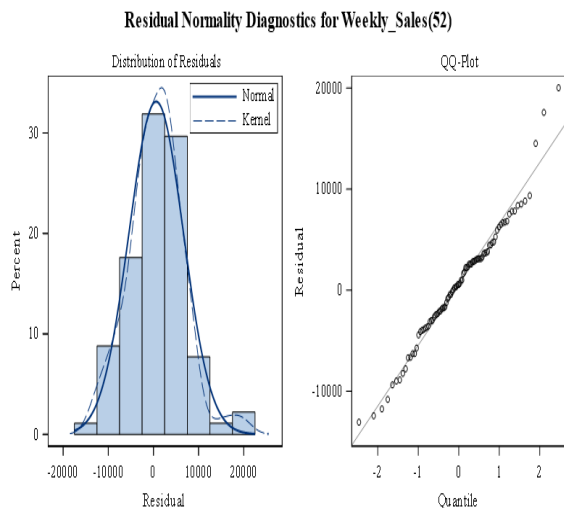 Residual Normality Diagnostics for Weekly_Sales(52)
Distribution of Residuals
Normal
Kernel
30
20
10
0
Percent
-20000 -10000 0 10000 20000
Residual
QQ-Plot
20000
10000
0
-10000
Residual
-2 -1 0 1 2
Quantile